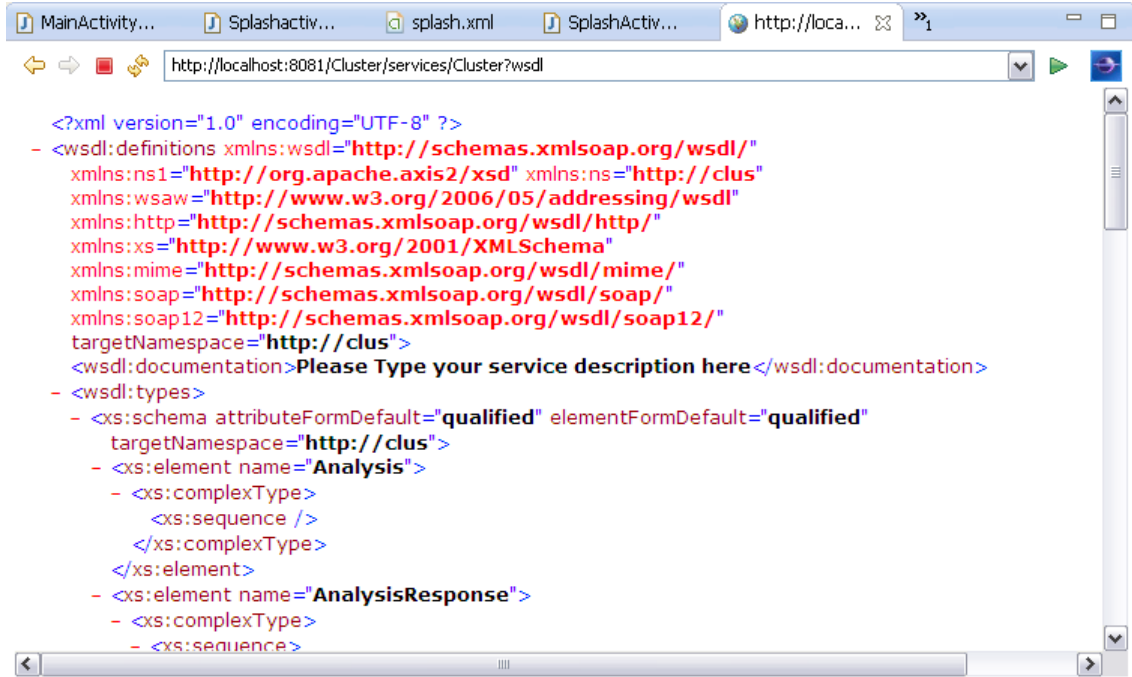 MainActivity... Splashactiv... splash.xml SplashActiv... http://loca... »1
http://localhost:8081/Cluster/services/Cluster?wsdl
<?xml version="1.0" encoding="UTF-8" ?>
- <wsdl:definitions xmlns:wsdl="http://schemas.xmlsoap.org/wsdl/"
xmlns:ns1="http://org.apache.axis2/xsd" xmlns:ns="http://clus"
xmlns:wsaw="http://www.w3.org/2006/05/addressing/wsdl"
xmlns:http="http://schemas.xmlsoap.org/wsdl/http/"
xmlns:xs="http://www.w3.org/2001/XMLSchema"
xmlns:mime="http://schemas.xmlsoap.org/wsdl/mime/"
xmlns:soap="http://schemas.xmlsoap.org/wsdl/soap/"
xmlns:soap12="http://schemas.xmlsoap.org/wsdl/soap12/"
targetNamespace="http://clus">
<wsdl:documentation>Please Type your service description here</wsdl:documentation>
- <wsdl:types>
- <xs:schema attributeFormDefault="qualified" elementFormDefault="qualified"
targetNamespace="http://clus">
- <xs:element name="Analysis">
- <xs:complexType>
<xs:sequence />
</xs:complexType>
</xs:element>
- <xs:element name="AnalysisResponse">
- <xs:complexType>
- <xs:sequence>